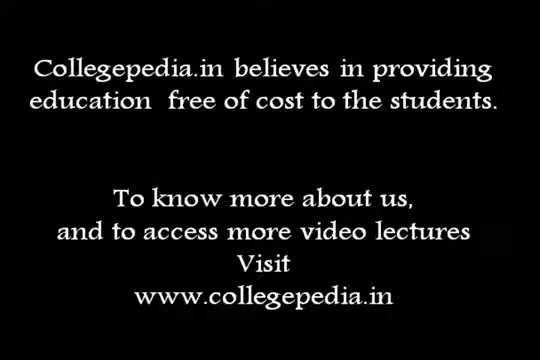 Collegepedia.in believes in providing
education free of cost to the students.
To know more about us,
and to access more video lectures
Visit
www.collegepedia.in